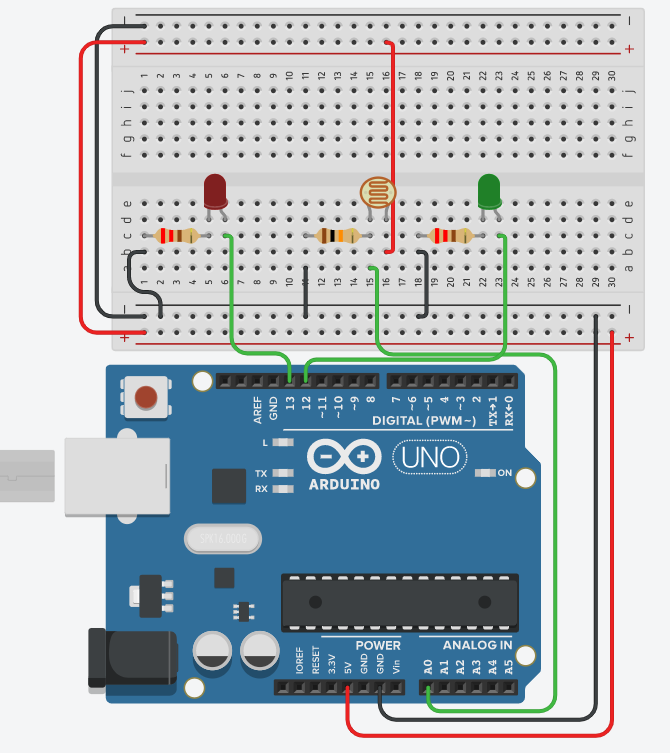 − −
+ +
1 2 3 4 5 6 7 8 9 10 11 12 13 14 15 16 17 18 19 20 21 22 23 24 25 26 27 28 29 30
j j
i i
h h
g g
f f
e e
d d
c c
b b
a a
1 2 3 4 5 6 7 8 9 10 11 12 13 14 15 16 17 18 19 20 21 22 23 24 25 26 27 28 29 30
− −
+ +
AREF GND 13 12 ~11 ~10 ~9 8 7 ~6 ~5 4 ~3 2 TX→1 RX←0
DIGITAL (PWM~)
L
TX
RX
ARDUINO
UNO
ON
SPK16.000G
POWER
ANALOG IN
IOREF RESET 3.3V 5V GND GND Vin A0 A1 A2 A3 A4 A5